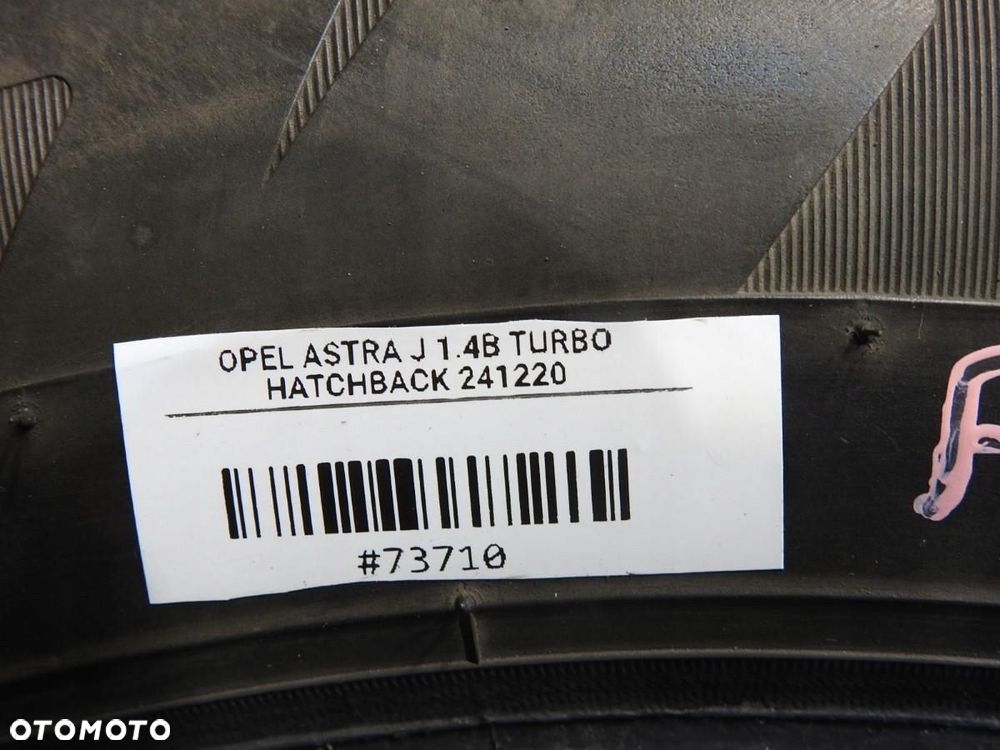 OPEL ASTRA J 1.4B TURBO
HATCHBACK 241220
#73710
OTOMOTO